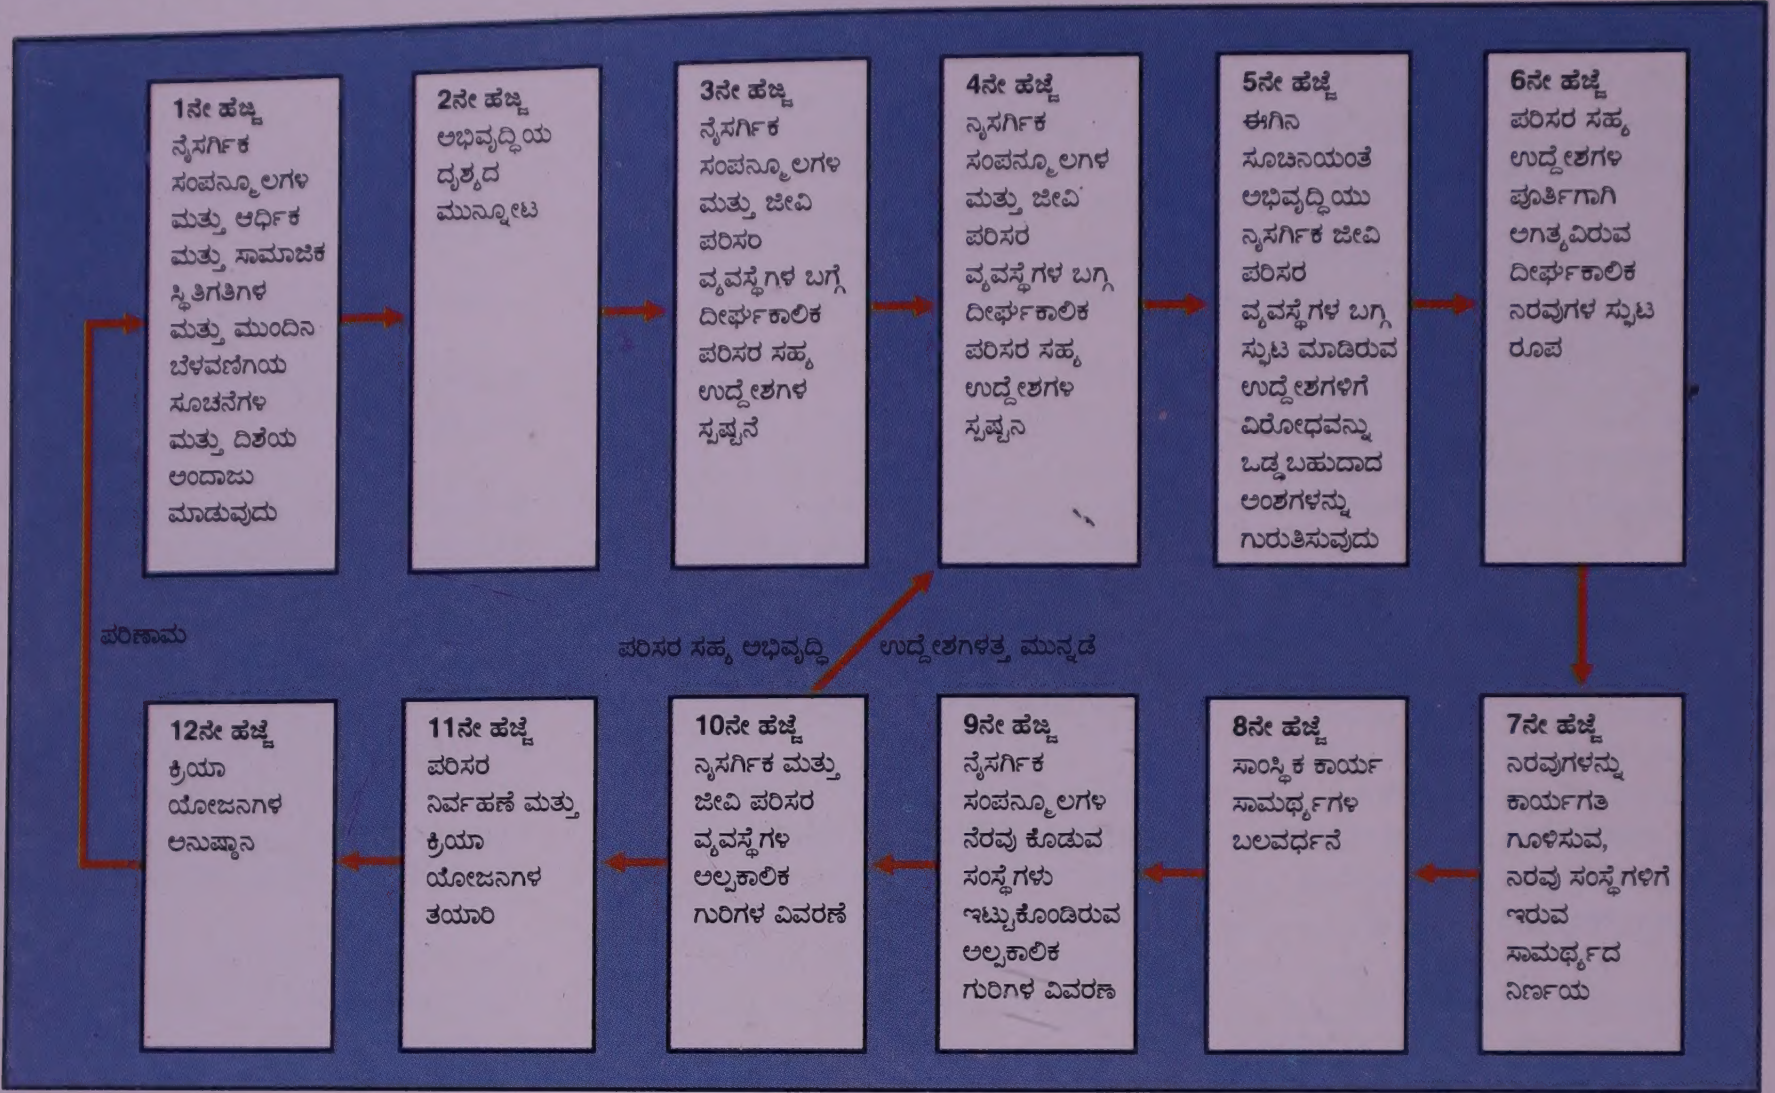 1ನೇ ಹೆಜ್ಜೆ
ನೈಸರ್ಗಿಕ
ಸಂಪನ್ಮೂಲಗಳ
ಮತ್ತು ಆರ್ಥಿಕ
ಮತ್ತು ಸಾಮಾಜಿಕ
ಸ್ಥಿತಿಗತಿಗಳ
ಮತ್ತು ಮುಂದಿನ
ಬೆಳವಣಿಗೆಯ
ಸೂಚನೆಗಳ
ಮತ್ತು ದಿಶೆಯ
ಅಂದಾಜು
ಮಾಡುವುದು
2ನೇ ಹೆಜ್ಜೆ
ಅಭಿವೃದ್ಧಿಯ
ದೃಶ್ಯದ
ಮುನ್ನೋಟ
3ನೇ ಹೆಜ್ಜೆ
ನೈಸರ್ಗಿಕ
ಸಂಪನ್ಮೂಲಗಳ
ಮತ್ತು ಜೀವಿ
ಪರಿಸರ
ವ್ಯವಸ್ಥೆಗಳ ಬಗ್ಗೆ
ದೀರ್ಘಕಾಲಿಕ
ಪರಿಸರ ಸಹ್ಯ
ಉದ್ದೇಶಗಳ
ಸ್ಪಷ್ಟನೆ
4ನೇ ಹೆಜ್ಜೆ
ನೈಸರ್ಗಿಕ
ಸಂಪನ್ಮೂಲಗಳ
ಮತ್ತು ಜೀವಿ
ಪರಿಸರ
ವ್ಯವಸ್ಥೆಗಳ ಬಗ್ಗೆ
ದೀರ್ಘಕಾಲಿಕ
ಪರಿಸರ ಸಹ್ಯ
ಉದ್ದೇಶಗಳ
ಸ್ಪಷ್ಟನೆ
5ನೇ ಹೆಜ್ಜೆ
ಈಗಿನ
ಸೂಚನೆಯಂತೆ
ಅಭಿವೃದ್ಧಿಯು
ನೈಸರ್ಗಿಕ ಜೀವಿ
ಪರಿಸರ
ವ್ಯವಸ್ಥೆಗಳ ಬಗ್ಗೆ
ಸ್ಫುಟ ಮಾಡಿರುವ
ಉದ್ದೇಶಗಳಿಗೆ
ವಿರೋಧವನ್ನು
ಒಡ್ಡಬಹುದಾದ
ಅಂಶಗಳನ್ನು
ಗುರುತಿಸುವುದು
6ನೇ ಹೆಜ್ಜೆ
ಪರಿಸರ ಸಹ್ಯ
ಉದ್ದೇಶಗಳ
ಪೂರ್ತಿಗಾಗಿ
ಅಗತ್ಯವಿರುವ
ದೀರ್ಘಕಾಲಿಕ
ನೆರವುಗಳ ಸ್ಫುಟ
ರೂಪ
ಪರಿಣಾಮ
ಪರಿಸರ ಸಹ್ಯ ಅಭಿವೃದ್ಧಿ ಉದ್ದೇಶಗಳತ್ತ ಮುನ್ನಡೆ
12ನೇ ಹೆಜ್ಜೆ
ಕ್ರಿಯಾ
ಯೋಜನೆಗಳ
ಅನುಷ್ಠಾನ
11ನೇ ಹೆಜ್ಜೆ
ಪರಿಸರ
ನಿರ್ವಹಣೆ ಮತ್ತು
ಕ್ರಿಯಾ
ಯೋಜನೆಗಳ
ತಯಾರಿ
10ನೇ ಹೆಜ್ಜೆ
ನೈಸರ್ಗಿಕ ಮತ್ತು
ಜೀವಿ ಪರಿಸರ
ವ್ಯವಸ್ಥೆಗಳ
ಅಲ್ಪಕಾಲಿಕ
ಗುರಿಗಳ ವಿವರಣೆ
9ನೇ ಹೆಜ್ಜೆ
ನೈಸರ್ಗಿಕ
ಸಂಪನ್ಮೂಲಗಳ
ನೆರವು ಕೊಡುವ
ಸಂಸ್ಥೆಗಳು
ಇಟ್ಟುಕೊಂಡಿರುವ
ಅಲ್ಪಕಾಲಿಕ
ಗುರಿಗಳ ವಿವರಣೆ
8ನೇ ಹೆಜ್ಜೆ
ಸಾಂಸ್ಥಿಕ ಕಾರ್ಯ
ಸಾಮರ್ಥ್ಯಗಳ
ಬಲವರ್ಧನೆ
7ನೇ ಹೆಜ್ಜೆ
ನೆರವುಗಳನ್ನು
ಕಾರ್ಯಗತ
ಗೊಳಿಸುವ,
ನೆರವು ಸಂಸ್ಥೆಗಳಿಗೆ
ಇರುವ
ಸಾಮರ್ಥ್ಯದ
ನಿರ್ಣಯ